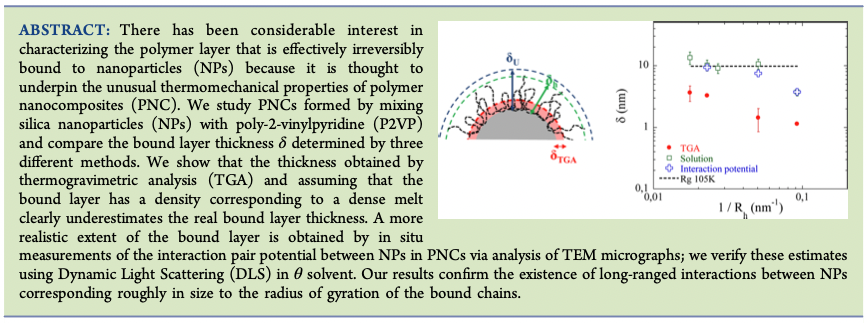 ABSTRACT: There has been considerable interest in
characterizing the polymer layer that is effectively irreversibly
bound to nanoparticles (NPs) because it is thought to
underpin the unusual thermomechanical properties of polymer
nanocomposites (PNC). We study PNCs formed by mixing
silica nanoparticles (NPs) with poly-2-vinylpyridine (P2VP)
and compare the bound layer thickness δ determined by three
different methods. We show that the thickness obtained by
thermogravimetric analysis (TGA) and assuming that the
bound layer has a density corresponding to a dense melt
clearly underestimates the real bound layer thickness. A more
realistic extent of the bound layer is obtained by in situ
measurements of the interaction pair potential between NPs in PNCs via analysis of TEM micrographs; we verify these estimates
using Dynamic Light Scattering (DLS) in θ solvent. Our results confirm the existence of long-ranged interactions between NPs
corresponding roughly in size to the radius of gyration of the bound chains.
δU
δTGA
δ (nm)
10
1
0,1
TGA
Solution
Interaction potential
Rg 105K
0,01
0,1
1 / Rh (nm-1)